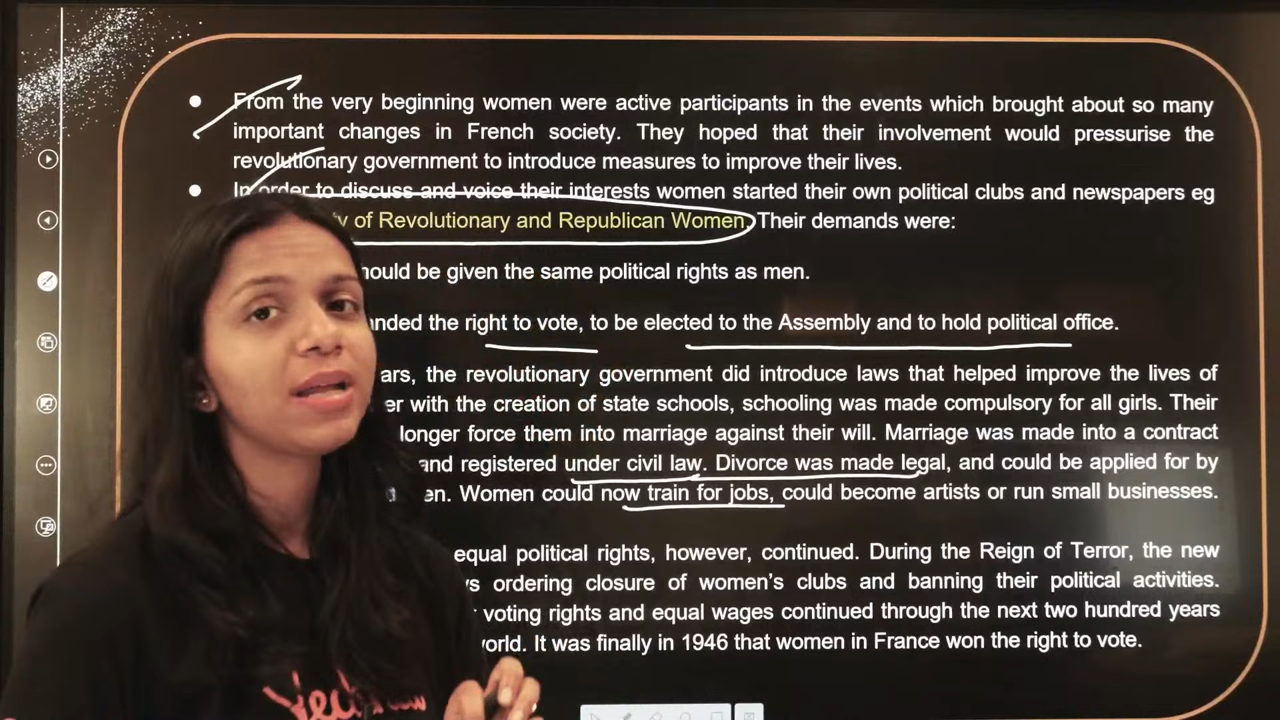 From the very beginning women were active participants in the events which brought about so many
important changes in French society. They hoped that their involvement would pressurise the
revolutionary government to introduce measures to improve their lives.
In order to discuss and voice their interests women started their own political clubs and newspapers eg
of Revolutionary and Republican Women. Their demands were:
should be given the same political rights as men.
the right to vote, to be elected to the Assembly and to hold political office.
the revolutionary government did introduce laws that helped improve the lives of
with the creation of state schools, schooling was made compulsory for all girls. Their
longer force them into marriage against their will. Marriage was made into a contract
and registered under civil law. Divorce was made legal, and could be applied for by
Women could now train for jobs, could become artists or run small businesses.
equal political rights, however, continued. During the Reign of Terror, the new
ordering closure of women's clubs and banning their political activities.
voting rights and equal wages continued through the next two hundred years
It was finally in 1946 that women in France won the right to vote.